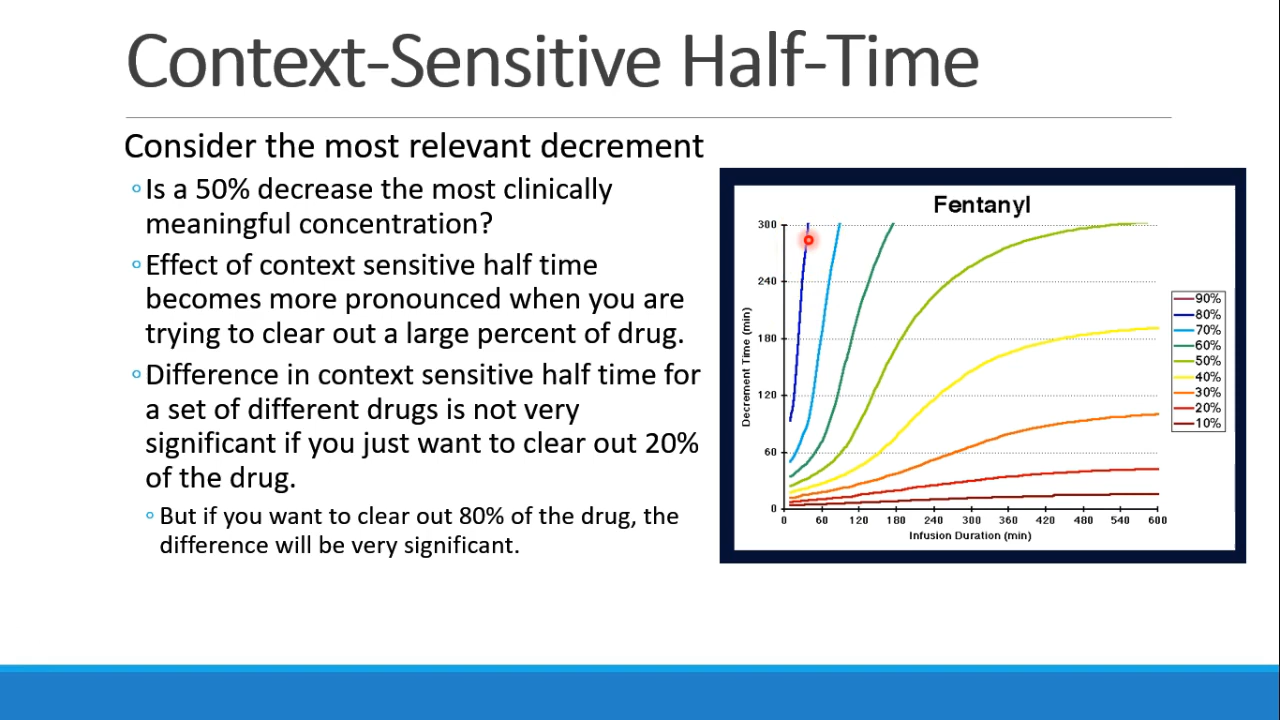 Context-Sensitive Half-Time
Consider the most relevant decrement
◦Is a 50% decrease the most clinically
meaningful concentration?
◦Effect of context sensitive half time
becomes more pronounced when you are
trying to clear out a large percent of drug.
◦Difference in context sensitive half time for
a set of different drugs is not very
significant if you just want to clear out 20%
of the drug.
◦But if you want to clear out 80% of the drug, the
difference will be very significant.
Fentanyl
Decrement Time (min)
300
240
180
120
60
0
0 60 120 180 240 300 360 420 480 540 600
Infusion Duration (min)
90%
80%
70%
60%
50%
40%
30%
20%
10%